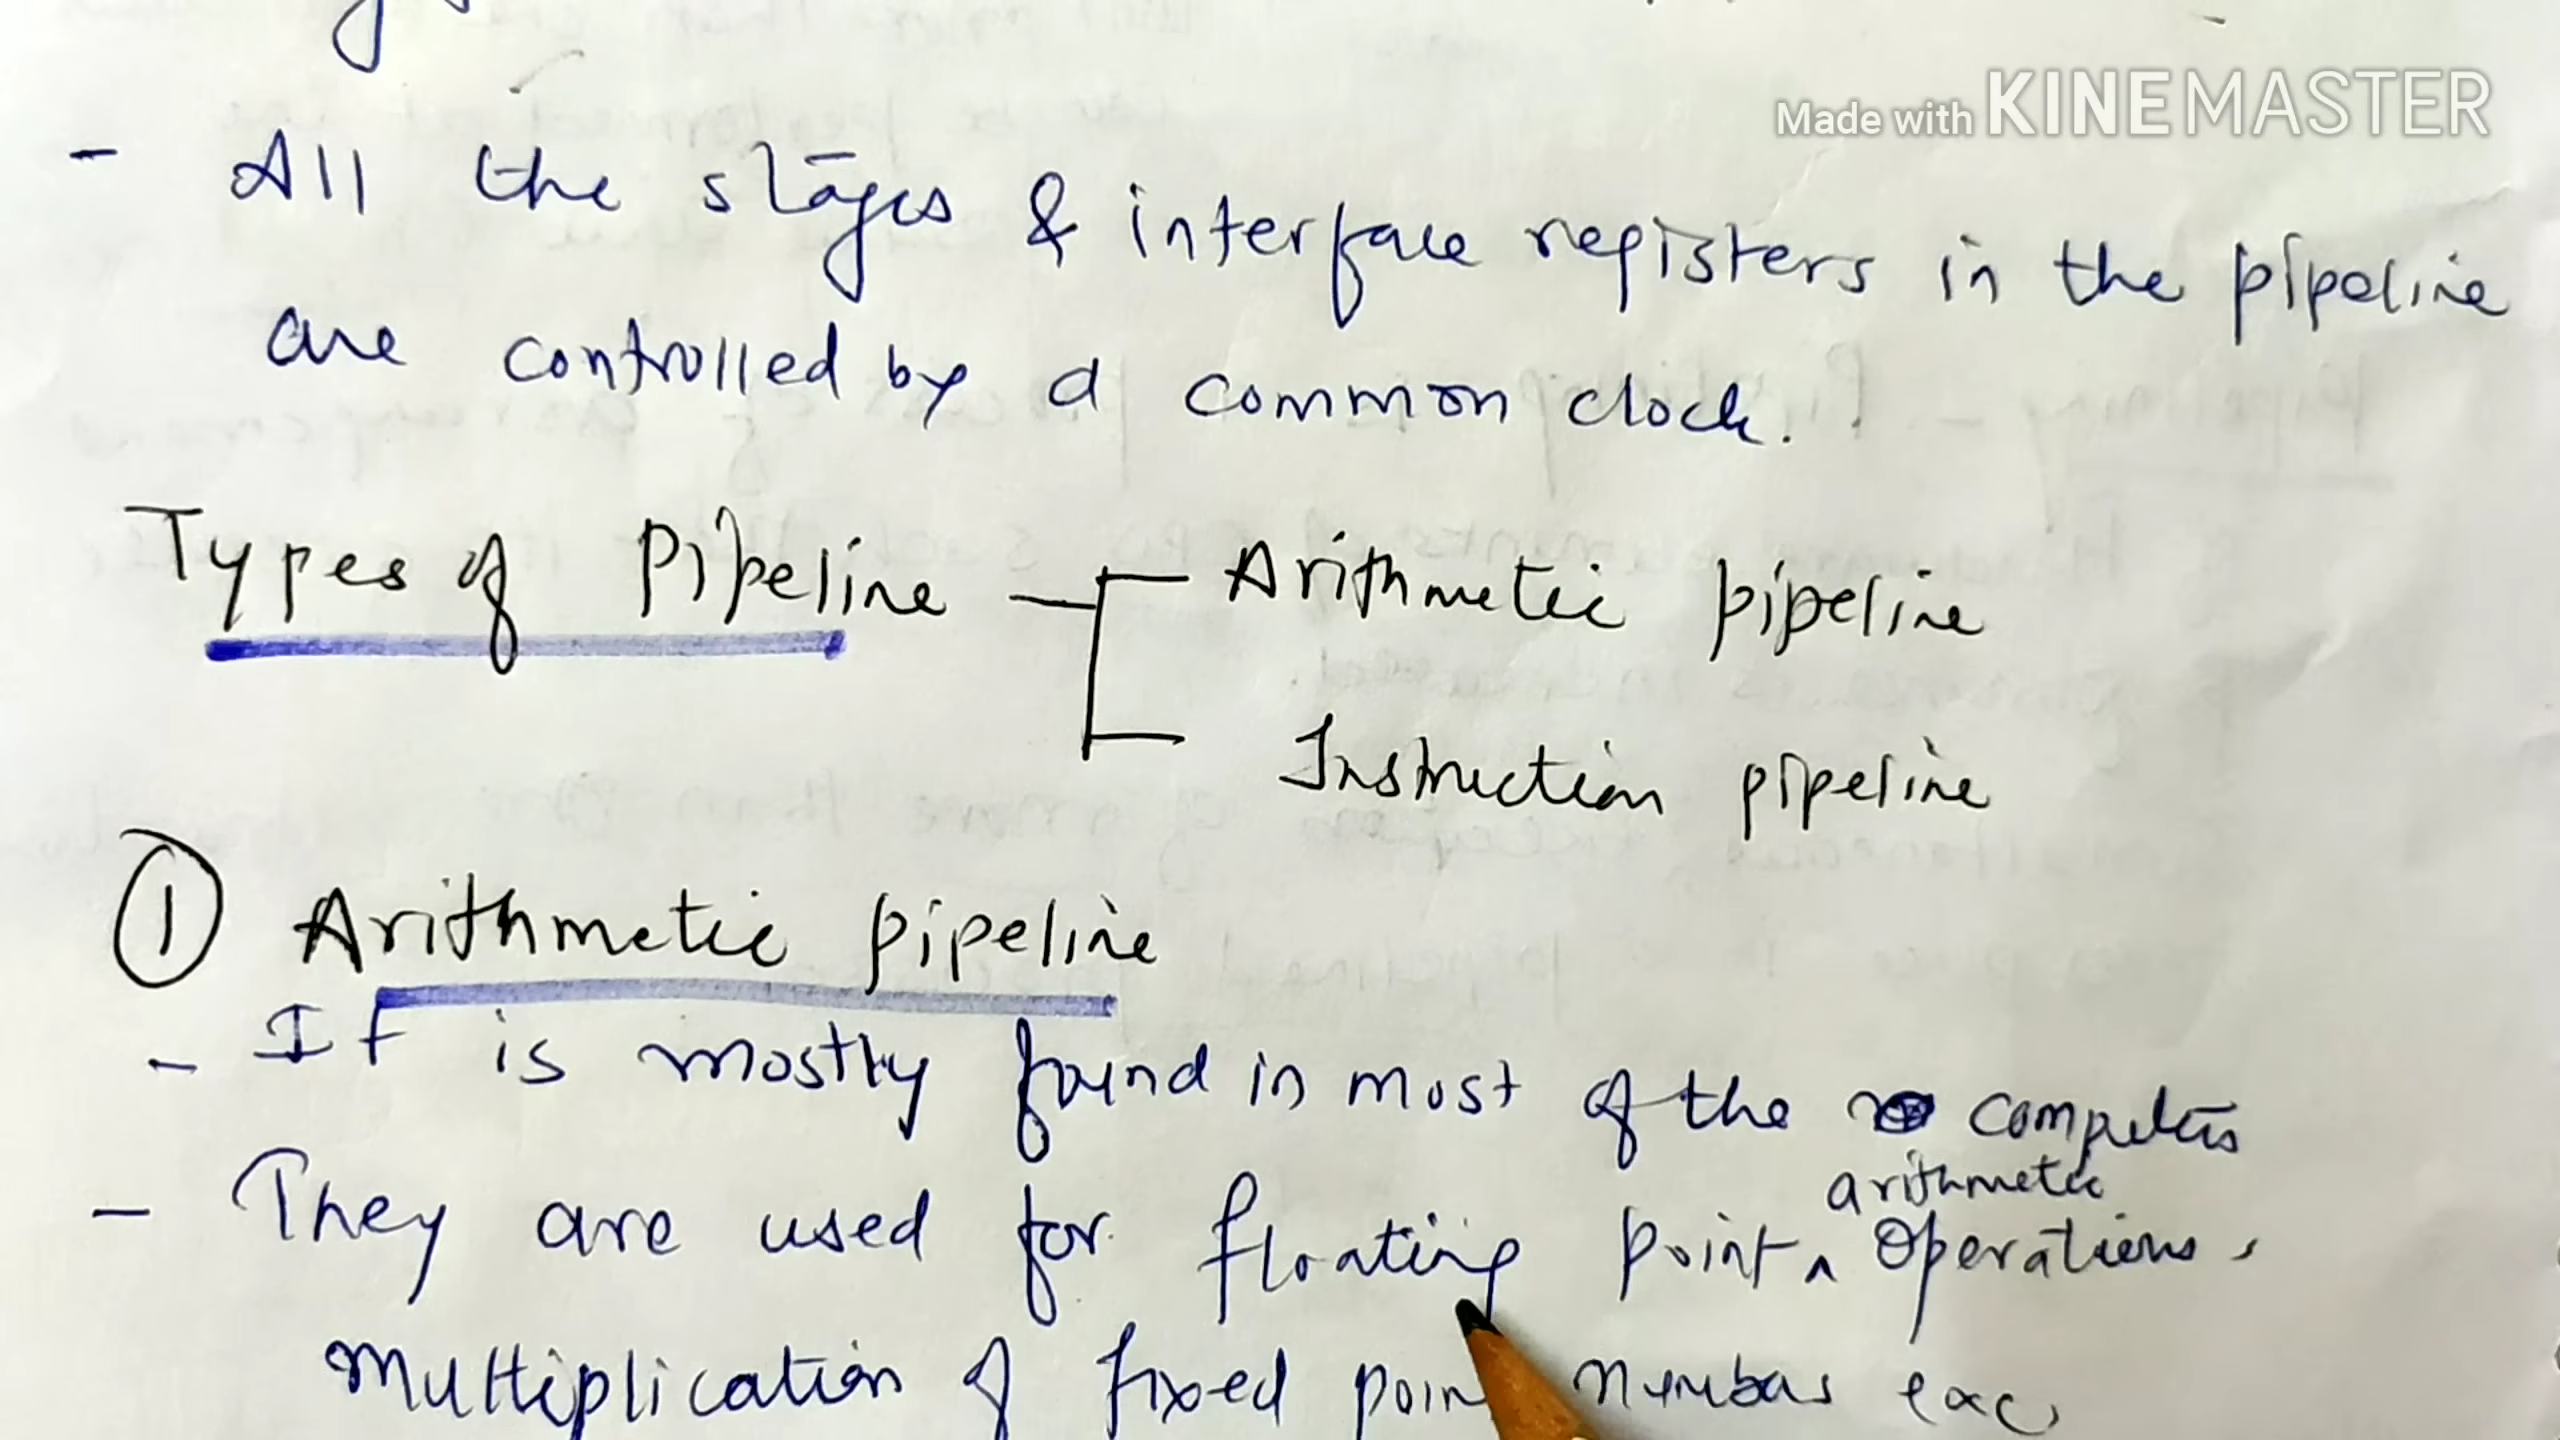 Made with KINEMASTER
- All the stages & interface registers in the pipeline
are controlled by a common clock.
Types of Pipeline
Arithmetic pipeline
Instruction pipeline
① Arithmetic pipeline
- It is mostly found in most of the computers
- They are used for floating point ^ arithmetic operations,
Multiplication of fixed point numbers